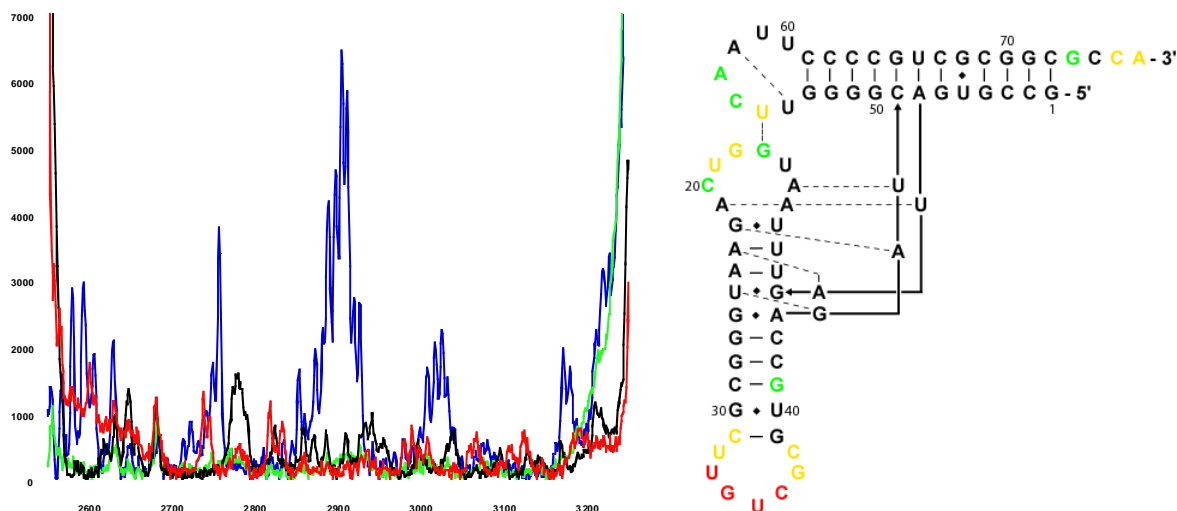 7000
6000
5000
4000
3000
2000
1000
0
2600 2700 2800 2900 3000 3100 3200
60 70
U U
A C C C C G U C G C G G C G C C A - 3'
A
C U U G G G G C A G U G C C G - 5'
50 1
U G G
U U
20 C A U
A A U
G U
A U A
A U
U G A
G A G
G C
G C
C G
30 G U 40
C G
U C
U G
G C
U